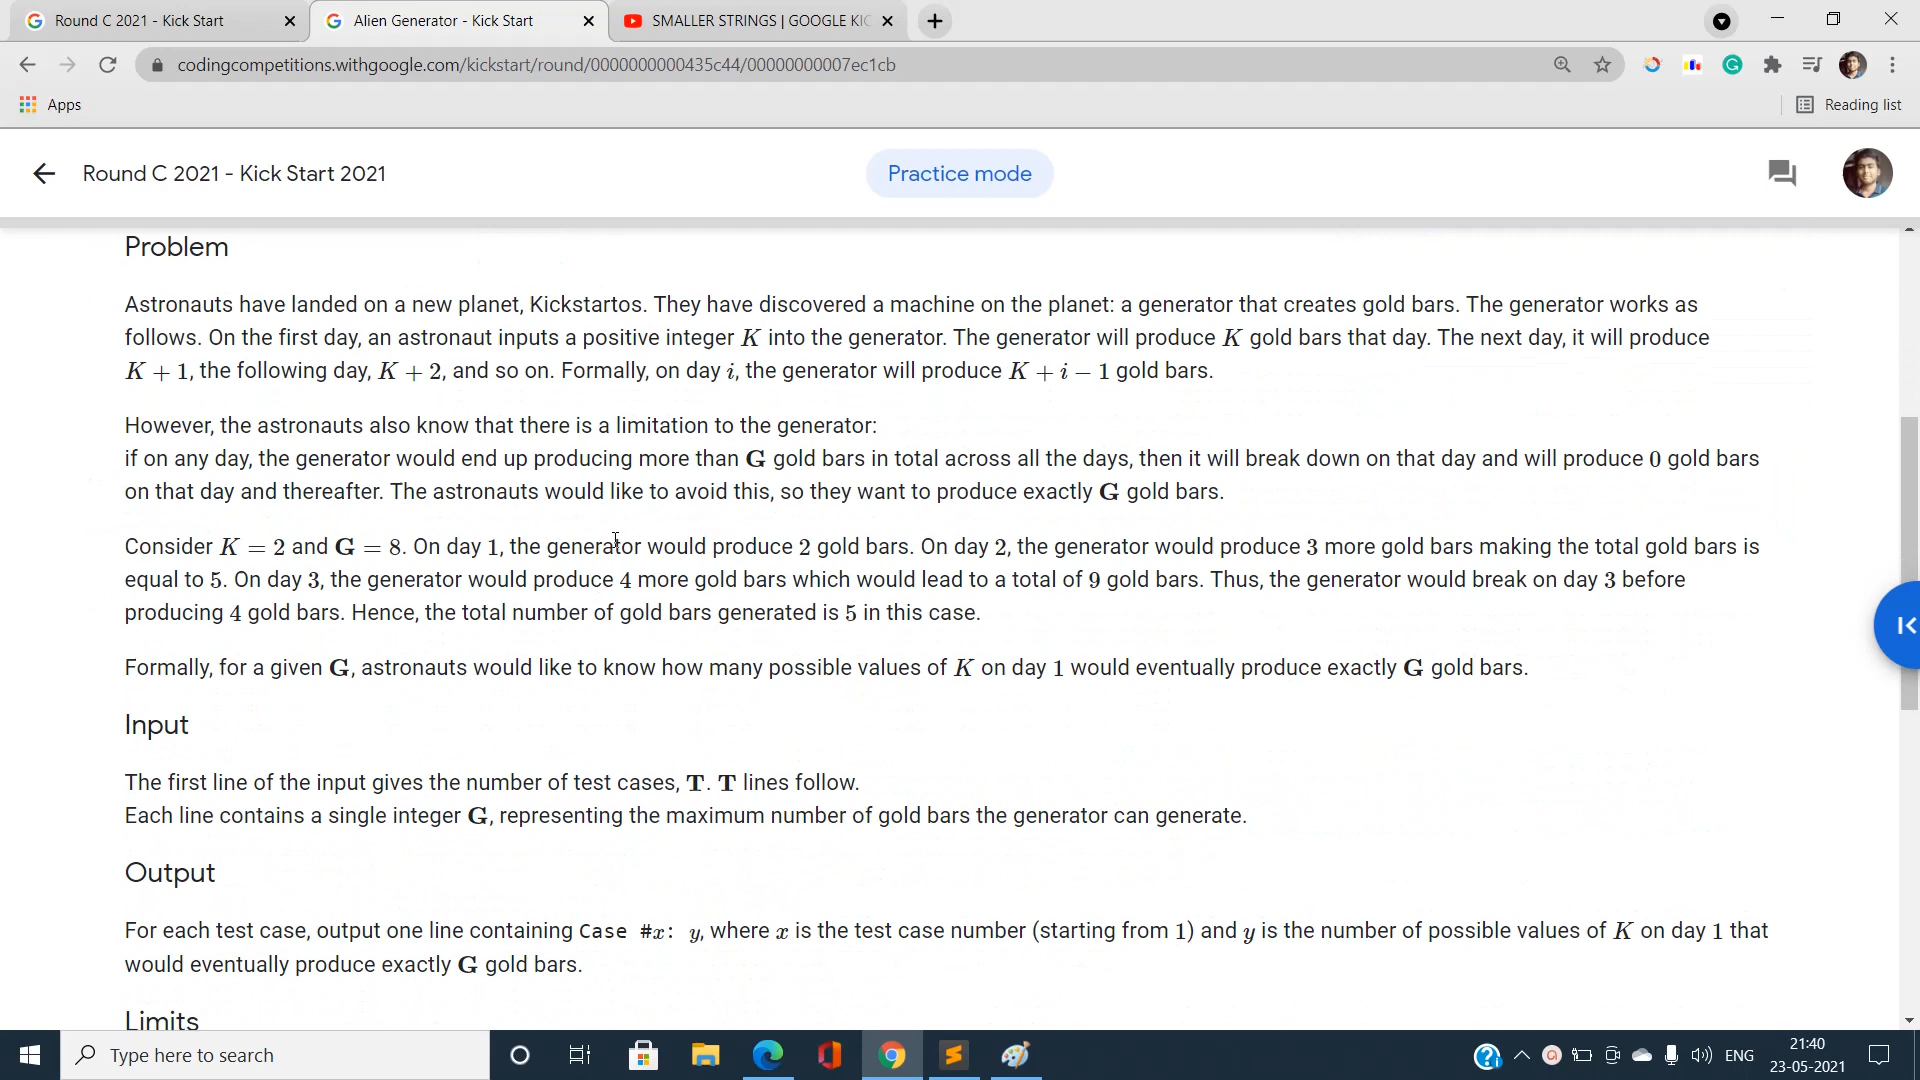 Round C 2021 - Kick Start
Alien Generator - Kick Start
SMALLER STRINGS | GOOGLE KIC
codingcompetitions.withgoogle.com/kickstart/round/0000000000435c44/00000000007ec1cb
Apps
Reading list
Round C 2021 - Kick Start 2021
Practice mode
Problem
Astronauts have landed on a new planet, Kickstartos. They have discovered a machine on the planet: a generator that creates gold bars. The generator works as
follows. On the first day, an astronaut inputs a positive integer K into the generator. The generator will produce K gold bars that day. The next day, it will produce
K + 1, the following day, K + 2, and so on. Formally, on day i, the generator will produce K + i − 1 gold bars.
However, the astronauts also know that there is a limitation to the generator:
if on any day, the generator would end up producing more than G gold bars in total across all the days, then it will break down on that day and will produce 0 gold bars
on that day and thereafter. The astronauts would like to avoid this, so they want to produce exactly G gold bars.
Consider K = 2 and G = 8. On day 1, the generator would produce 2 gold bars. On day 2, the generator would produce 3 more gold bars making the total gold bars is
equal to 5. On day 3, the generator would produce 4 more gold bars which would lead to a total of 9 gold bars. Thus, the generator would break on day 3 before
producing 4 gold bars. Hence, the total number of gold bars generated is 5 in this case.
Formally, for a given G, astronauts would like to know how many possible values of K on day 1 would eventually produce exactly G gold bars.
Input
The first line of the input gives the number of test cases, T. T lines follow.
Each line contains a single integer G, representing the maximum number of gold bars the generator can generate.
Output
For each test case, output one line containing Case #x: y, where x is the test case number (starting from 1) and y is the number of possible values of K on day 1 that
would eventually produce exactly G gold bars.
Limits
Type here to search
ENG
21:40
23-05-2021